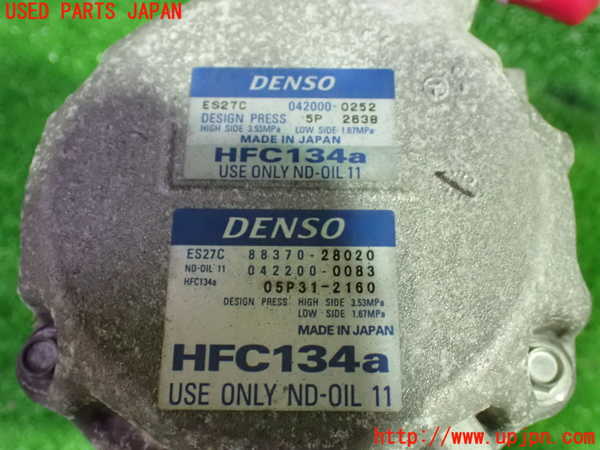 USED PARTS JAPAN
DENSO
ES27C 042000-0252
DESIGN PRESS 5P 2638
HIGH SIDE 3.53MPa LOW SIDE 1.67MPa
MADE IN JAPAN
HFC134a
USE ONLY ND-OIL 11
DENSO
ES27C 88370-28020
ND-OIL 11 042200-0083
HFC134a 05P31-2160
DESIGN PRESS HIGH SIDE 3.53MPa
LOW SIDE 1.67MPa
MADE IN JAPAN
HFC134a
USE ONLY ND-OIL 11
http://www.upjpn.com/